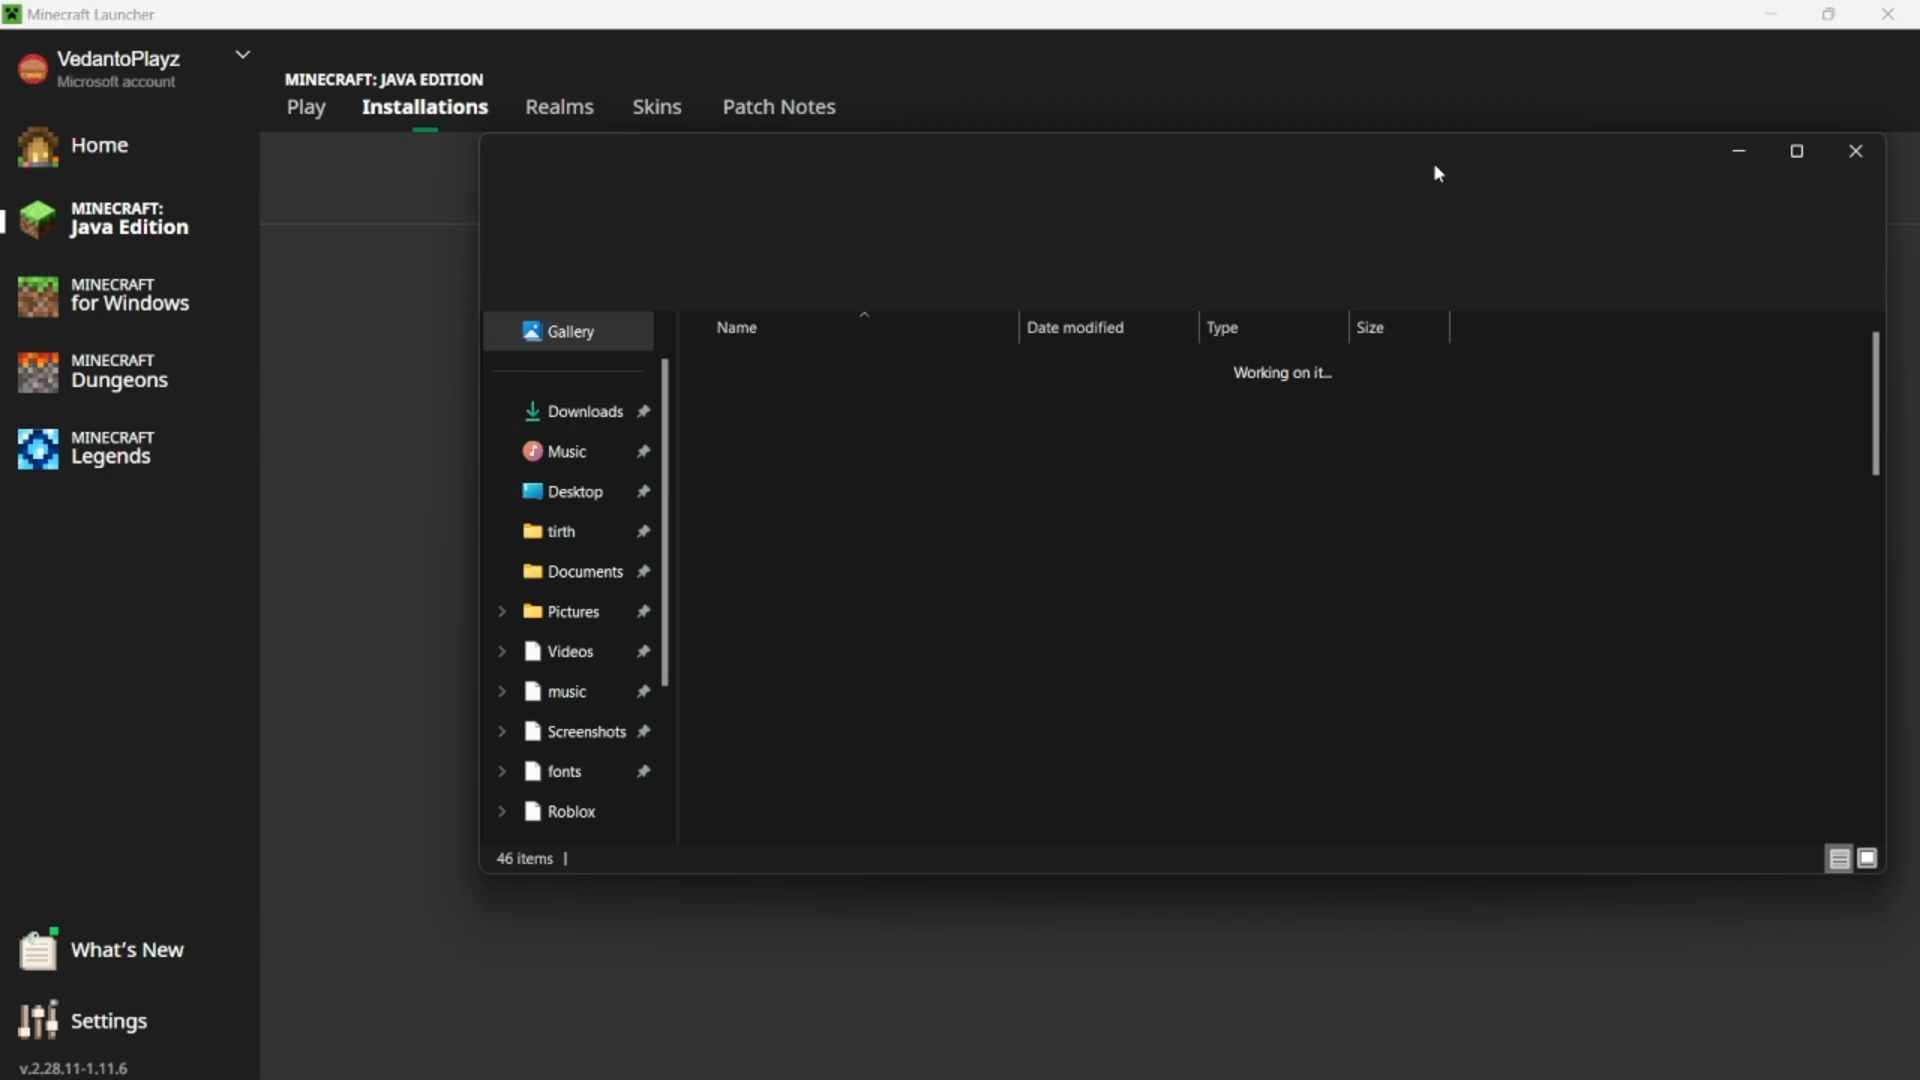 Minecraft Launcher
VedantoPlayz
Microsoft account
MINECRAFT: JAVA EDITION
Play Installations Realms Skins Patch Notes
Home
MINECRAFT:
Java Edition
MINECRAFT
for Windows
MINECRAFT
Dungeons
MINECRAFT
Legends
What's New
Settings
v.2.28.11-1.11.6
Gallery
Downloads
Music
Desktop
tirth
Documents
Pictures
Videos
music
Screenshots
fonts
Roblox
Name Date modified Type Size
Working on it...
46 items